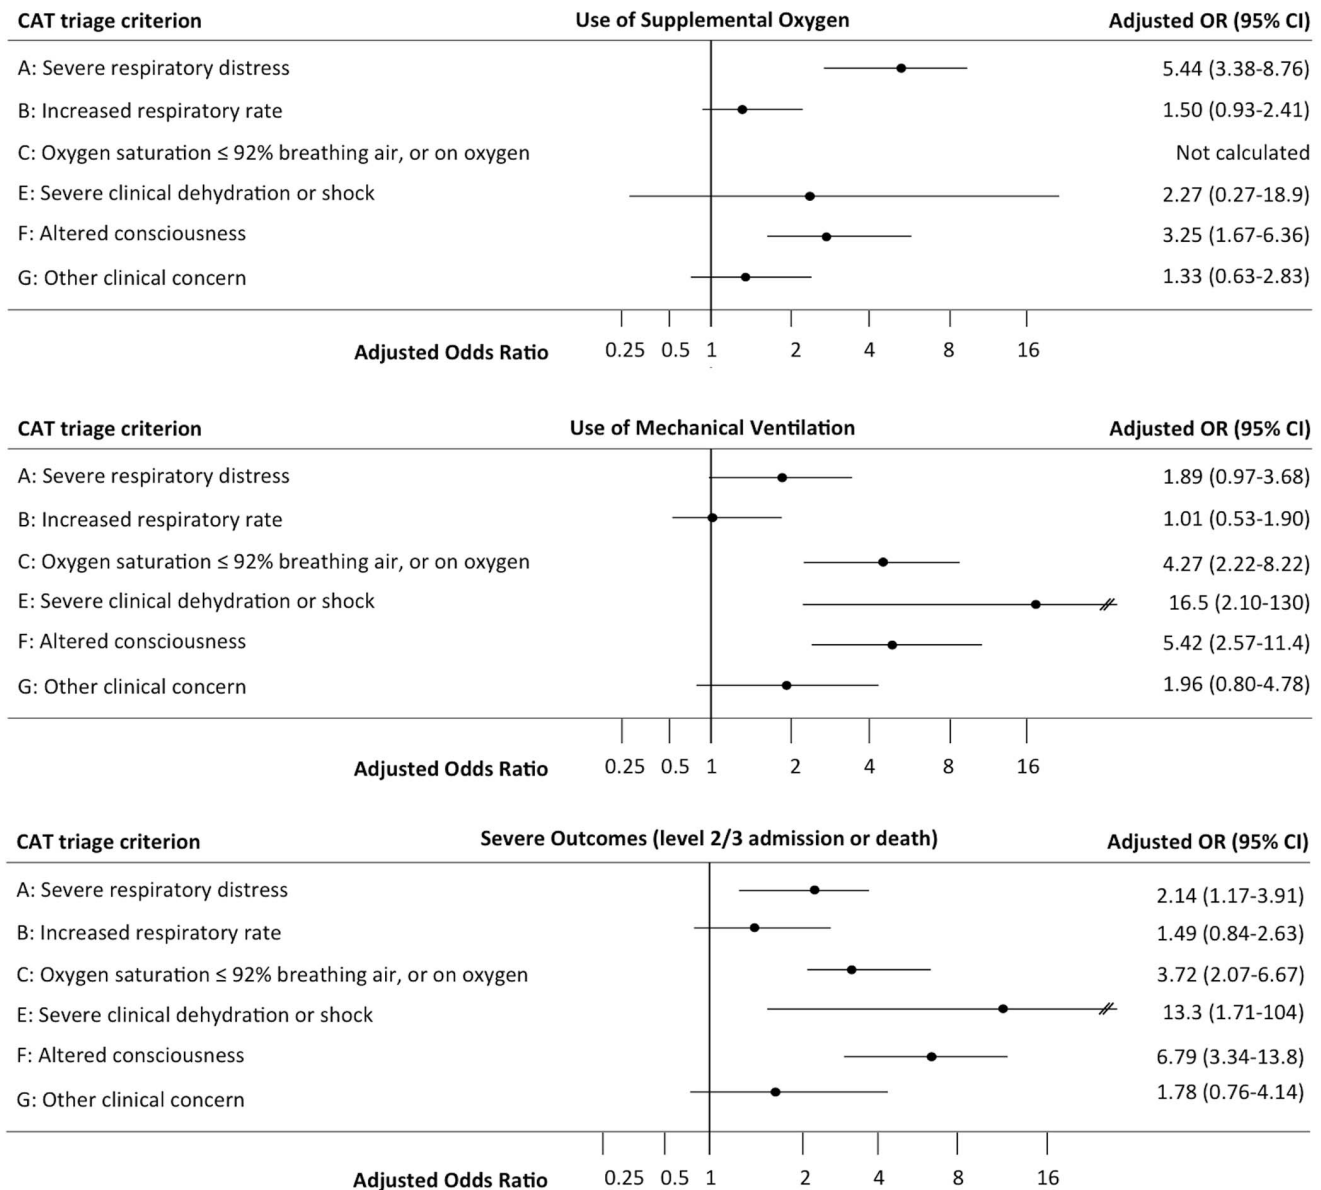 CAT triage criterion Use of Supplemental Oxygen Adjusted OR (95% CI)
A: Severe respiratory distress 5.44 (3.38-8.76)
B: Increased respiratory rate 1.50 (0.93-2.41)
C: Oxygen saturation ≤ 92% breathing air, or on oxygen Not calculated
E: Severe clinical dehydration or shock 2.27 (0.27-18.9)
F: Altered consciousness 3.25 (1.67-6.36)
G: Other clinical concern 1.33 (0.63-2.83)
Adjusted Odds Ratio 0.25 0.5 1 2 4 8 16
CAT triage criterion Use of Mechanical Ventilation Adjusted OR (95% CI)
A: Severe respiratory distress 1.89 (0.97-3.68)
B: Increased respiratory rate 1.01 (0.53-1.90)
C: Oxygen saturation ≤ 92% breathing air, or on oxygen 4.27 (2.22-8.22)
E: Severe clinical dehydration or shock 16.5 (2.10-130)
F: Altered consciousness 5.42 (2.57-11.4)
G: Other clinical concern 1.96 (0.80-4.78)
Adjusted Odds Ratio 0.25 0.5 1 2 4 8 16
CAT triage criterion Severe Outcomes (level 2/3 admission or death) Adjusted OR (95% CI)
A: Severe respiratory distress 2.14 (1.17-3.91)
B: Increased respiratory rate 1.49 (0.84-2.63)
C: Oxygen saturation ≤ 92% breathing air, or on oxygen 3.72 (2.07-6.67)
E: Severe clinical dehydration or shock 13.3 (1.71-104)
F: Altered consciousness 6.79 (3.34-13.8)
G: Other clinical concern 1.78 (0.76-4.14)
Adjusted Odds Ratio 0.25 0.5 1 2 4 8 16